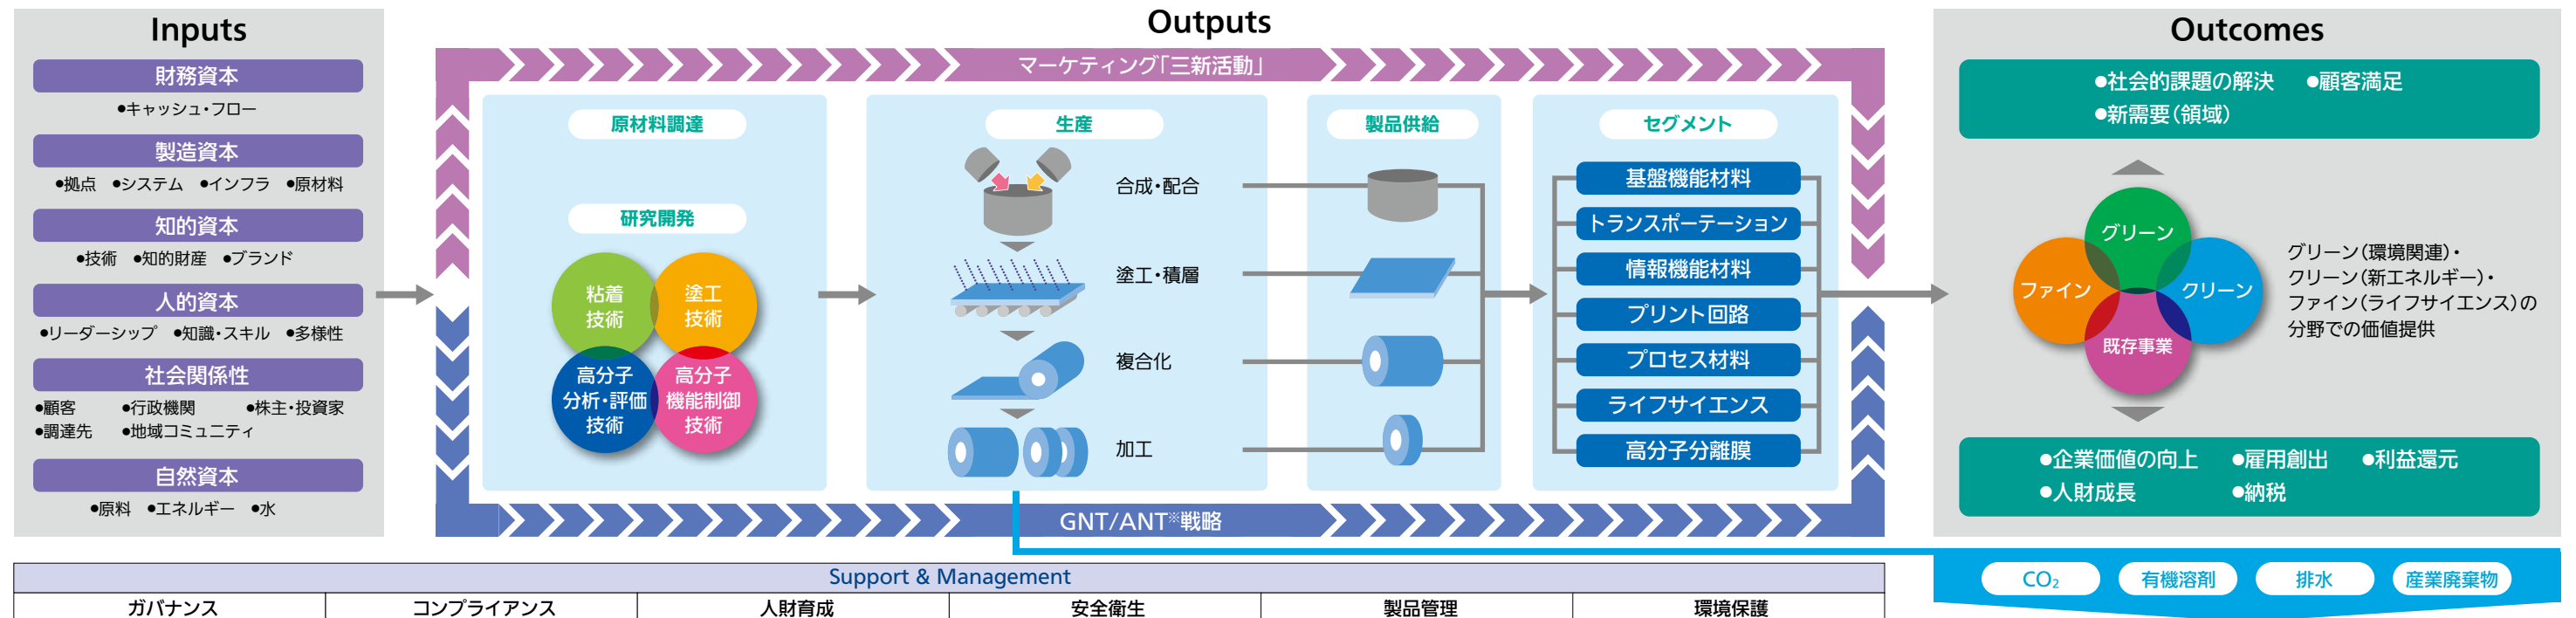 Inputs
財務資本
●キャッシュ・フロー
製造資本
●拠点 ●システム ●インフラ ●原材料
知的資本
●技術 ●知的財産 ●ブランド
人的資本
●リーダーシップ ●知識・スキル ●多様性
社会関係性
●顧客 ●行政機関 ●株主・投資家
●調達先 ●地域コミュニティ
自然資本
●原料 ●エネルギー ●水
Outputs
マーケティング「三新活動」
原材料調達
研究開発
粘着
技術
塗工
技術
高分子
分析・評価
技術
高分子
機能制御
技術
生産
合成・配合
塗工・積層
複合化
加工
製品供給
セグメント
基盤機能材料
トランスポーテーション
情報機能材料
プリント回路
プロセス材料
ライフサイエンス
高分子分離膜
GNT/ANT※戦略
Outcomes
●社会的課題の解決 ●顧客満足
●新需要（領域）
グリーン
ファイン
クリーン
既存事業
グリーン（環境関連）・
クリーン（新エネルギー）・
ファイン（ライフサイエンス）の
分野での価値提供
●企業価値の向上 ●雇用創出 ●利益還元
●人財成長 ●納税
CO₂ 有機溶剤 排水 産業廃棄物
Support & Management
ガバナンス コンプライアンス 人財育成 安全衛生 製品管理 環境保護